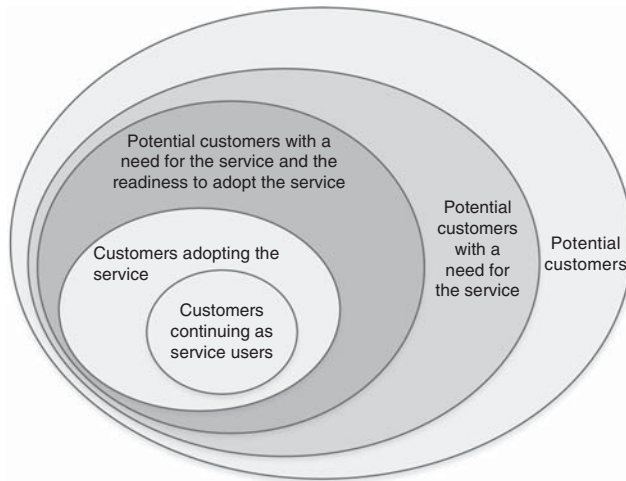 Potential customers with a
need for the service and the
readiness to adopt the service
Customers adopting the
service
Customers
continuing as
service users
Potential
customers
with a
need for
the service
Potential
customers